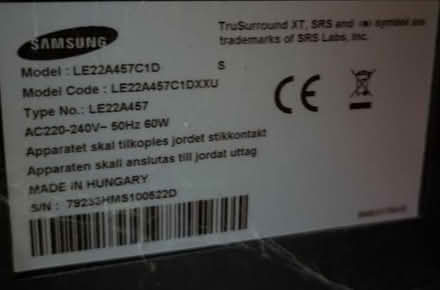 SAMSUNG
TruSurround XT, SRS and (●) symbol are
trademarks of SRS Labs, Inc.
Model : LE22A457C1D S
Model Code : LE22A457C1DXXU
Type No.: LE22A457
AC220-240V~ 50Hz 60W
Apparatet skal tilkoples jordet stikkontakt
Apparaten skall anslutas till jordat uttag
MADE IN HUNGARY
S/N : 79233HMS100522D